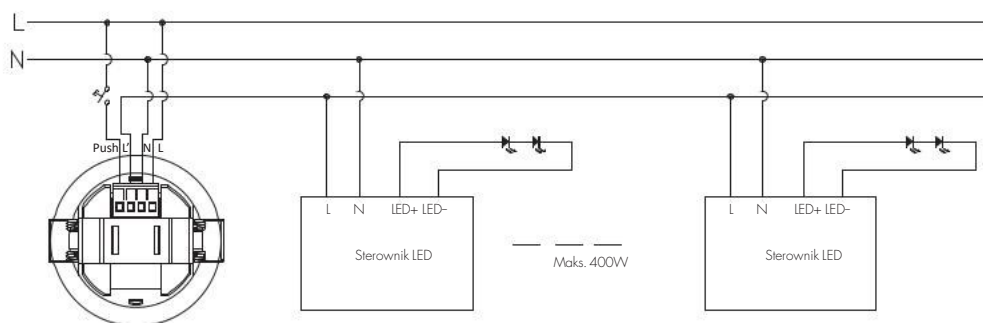 L
N
Push L' N L
L N LED+ LED- L N LED+ LED-
Sterownik LED Sterownik LED
Maks. 400W